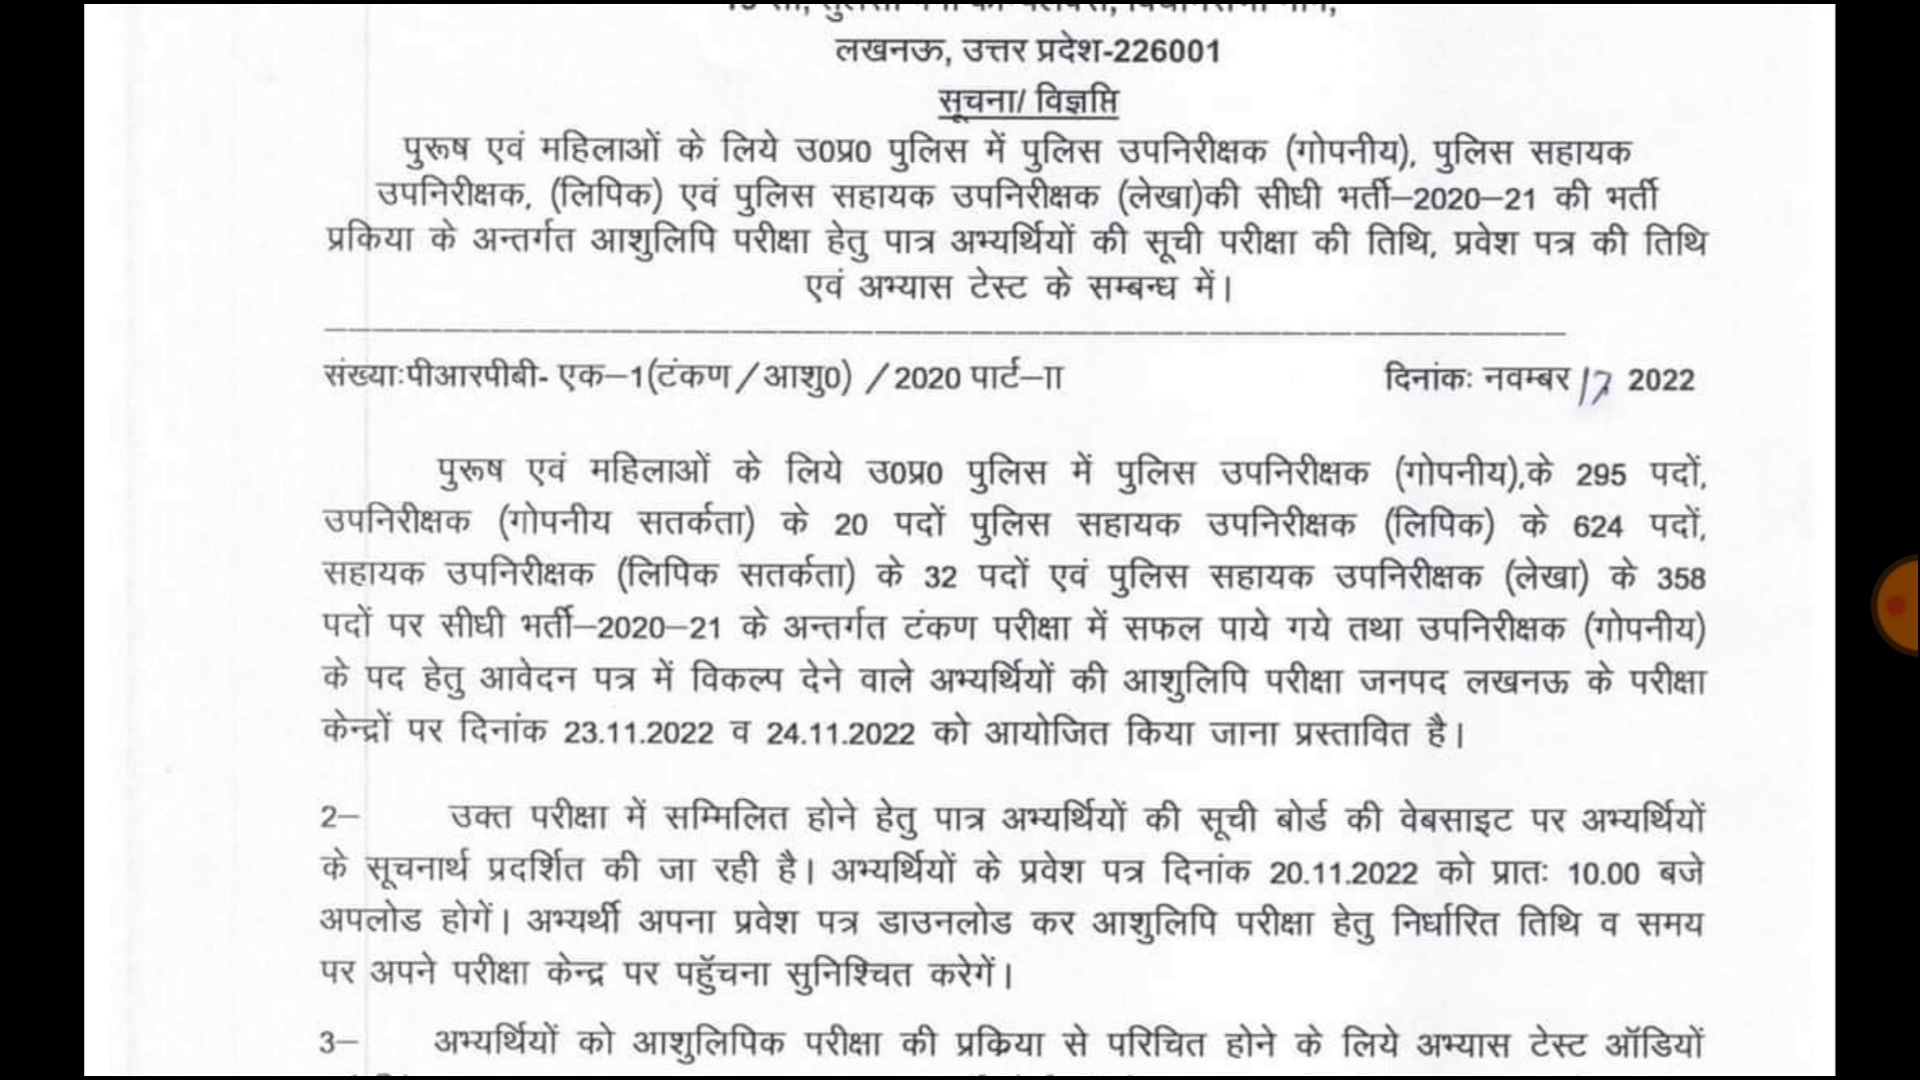 लखनऊ, उत्तर प्रदेश-226001
सूचना/ विज्ञप्ति
पुरूष एवं महिलाओं के लिये उ0प्र0 पुलिस में पुलिस उपनिरीक्षक (गोपनीय), पुलिस सहायक
उपनिरीक्षक, (लिपिक) एवं पुलिस सहायक उपनिरीक्षक (लेखा)की सीधी भर्ती–2020–21 की भर्ती
प्रकिया के अन्तर्गत आशुलिपि परीक्षा हेतु पात्र अभ्यर्थियों की सूची परीक्षा की तिथि, प्रवेश पत्र की तिथि
एवं अभ्यास टेस्ट के सम्बन्ध में।
संख्याःपीआरपीबी- एक–1(टंकण/आशु0) /2020 पार्ट–II दिनांकः नवम्बर 17 2022
पुरूष एवं महिलाओं के लिये उ0प्र0 पुलिस में पुलिस उपनिरीक्षक (गोपनीय),के 295 पदों,
उपनिरीक्षक (गोपनीय सतर्कता) के 20 पदों पुलिस सहायक उपनिरीक्षक (लिपिक) के 624 पदों,
सहायक उपनिरीक्षक (लिपिक सतर्कता) के 32 पदों एवं पुलिस सहायक उपनिरीक्षक (लेखा) के 358
पदों पर सीधी भर्ती–2020–21 के अन्तर्गत टंकण परीक्षा में सफल पाये गये तथा उपनिरीक्षक (गोपनीय)
के पद हेतु आवेदन पत्र में विकल्प देने वाले अभ्यर्थियों की आशुलिपि परीक्षा जनपद लखनऊ के परीक्षा
केन्द्रों पर दिनांक 23.11.2022 व 24.11.2022 को आयोजित किया जाना प्रस्तावित है।
2– उक्त परीक्षा में सम्मिलित होने हेतु पात्र अभ्यर्थियों की सूची बोर्ड की वेबसाइट पर अभ्यर्थियों
के सूचनार्थ प्रदर्शित की जा रही है। अभ्यर्थियों के प्रवेश पत्र दिनांक 20.11.2022 को प्रातः 10.00 बजे
अपलोड होगें। अभ्यर्थी अपना प्रवेश पत्र डाउनलोड कर आशुलिपि परीक्षा हेतु निर्धारित तिथि व समय
पर अपने परीक्षा केन्द्र पर पहुँचना सुनिश्चित करेगें।
3– अभ्यर्थियों को आशुलिपिक परीक्षा की प्रक्रिया से परिचित होने के लिये अभ्यास टेस्ट ऑडियों